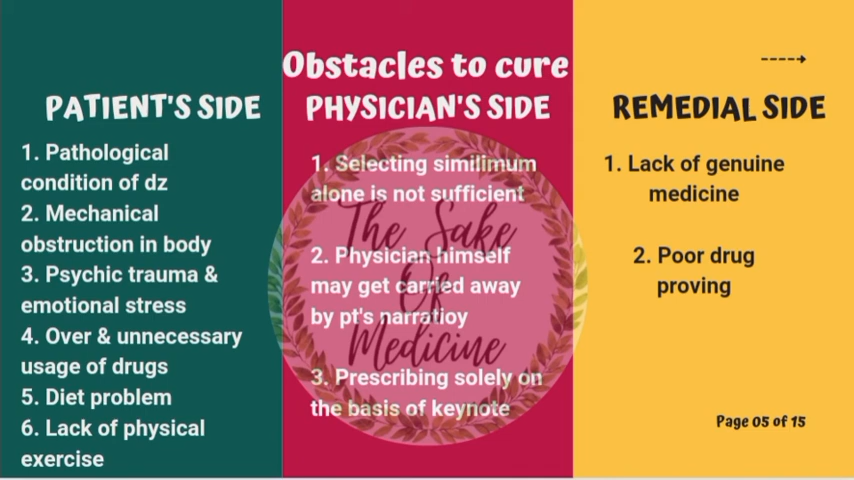 Obstacles to cure
PATIENT'S SIDE
1. Pathological
condition of dz
2. Mechanical
obstruction in body
3. Psychic trauma &
emotional stress
4. Over & unnecessary
usage of drugs
5. Diet problem
6. Lack of physical
exercise
PHYSICIAN'S SIDE
1. Selecting similimum
alone is not sufficient
2. Physician himself
may get carried away
by pt's narratioy
3. Prescribing solely on
the basis of keynote
The Sake
Of
Medicine
REMEDIAL SIDE
1. Lack of genuine
medicine
2. Poor drug
proving
Page 05 of 15